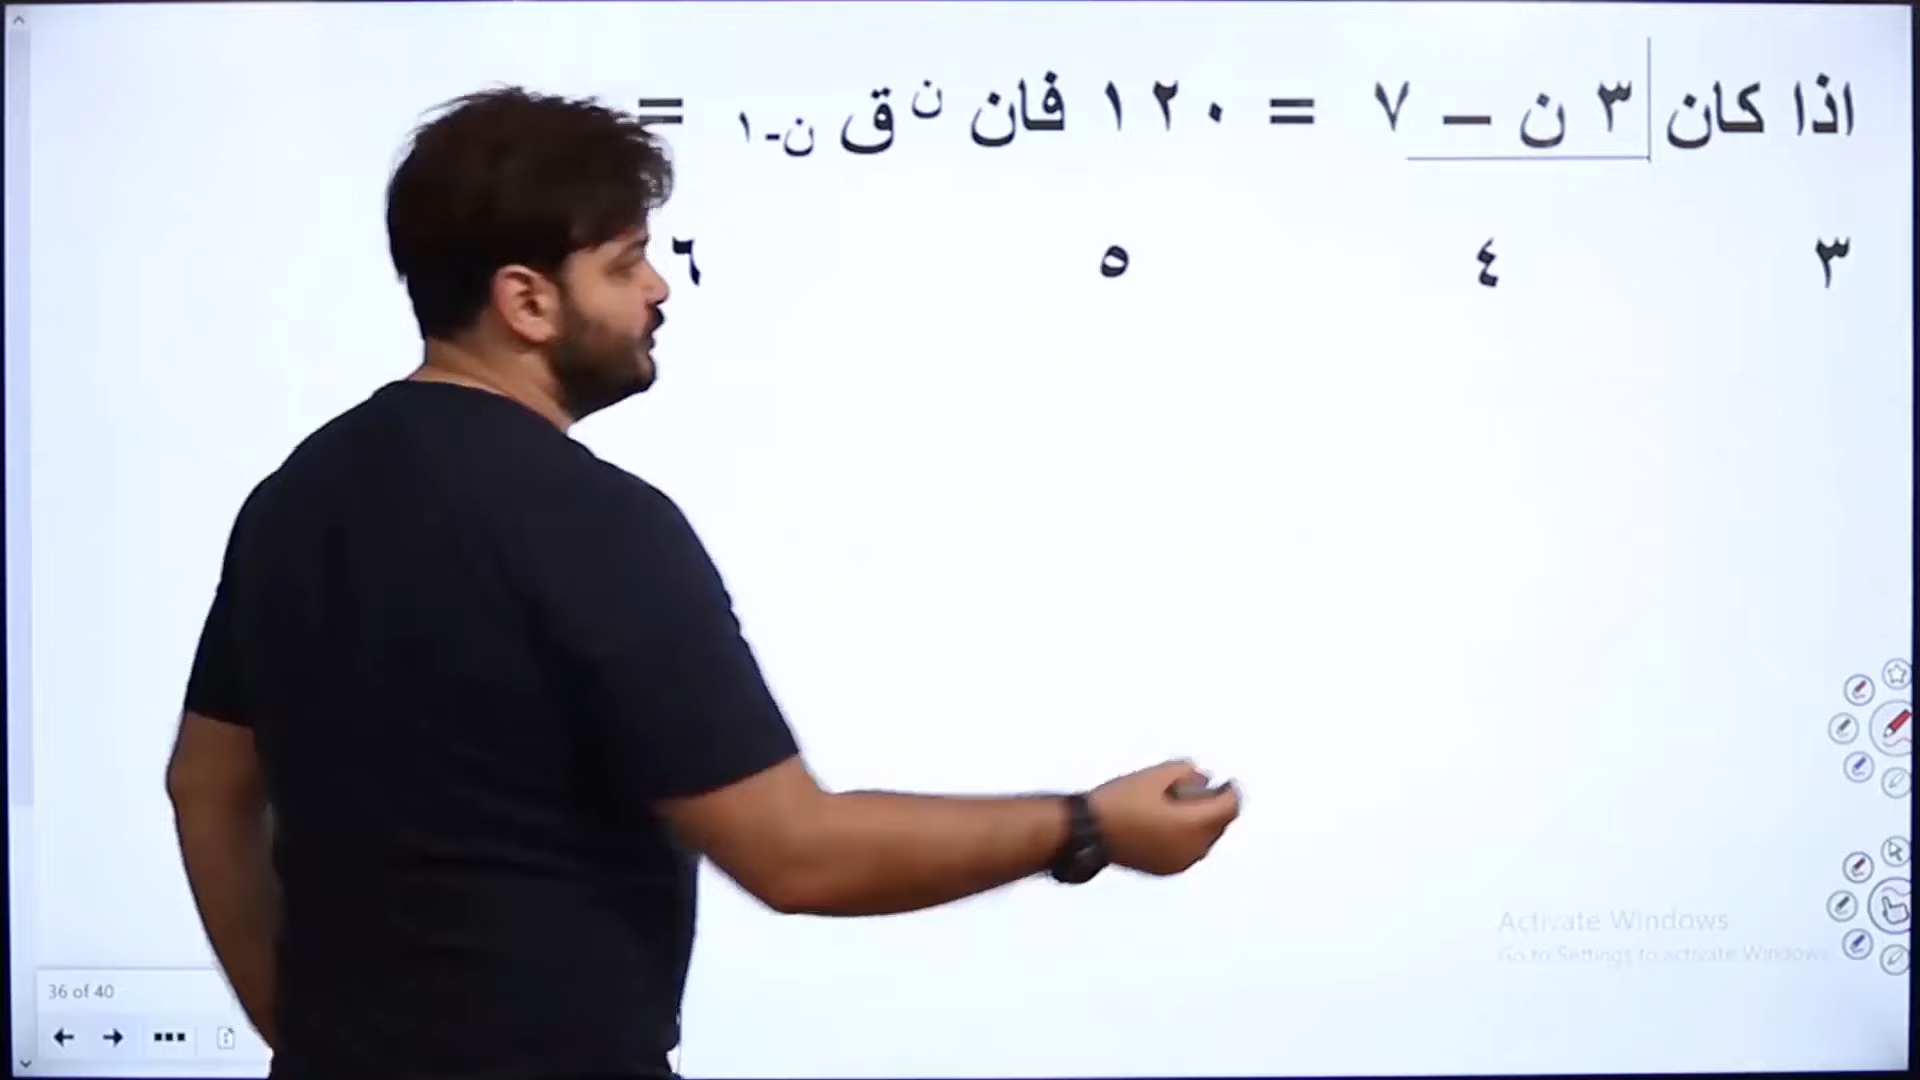 اذا كان ٣ ن – ٧ = ١٢٠ فان ن ق ن-١ =
٣ ٤ ٥ ٦
Activate Windows
Go to Settings to activate Windows.
36 of 40